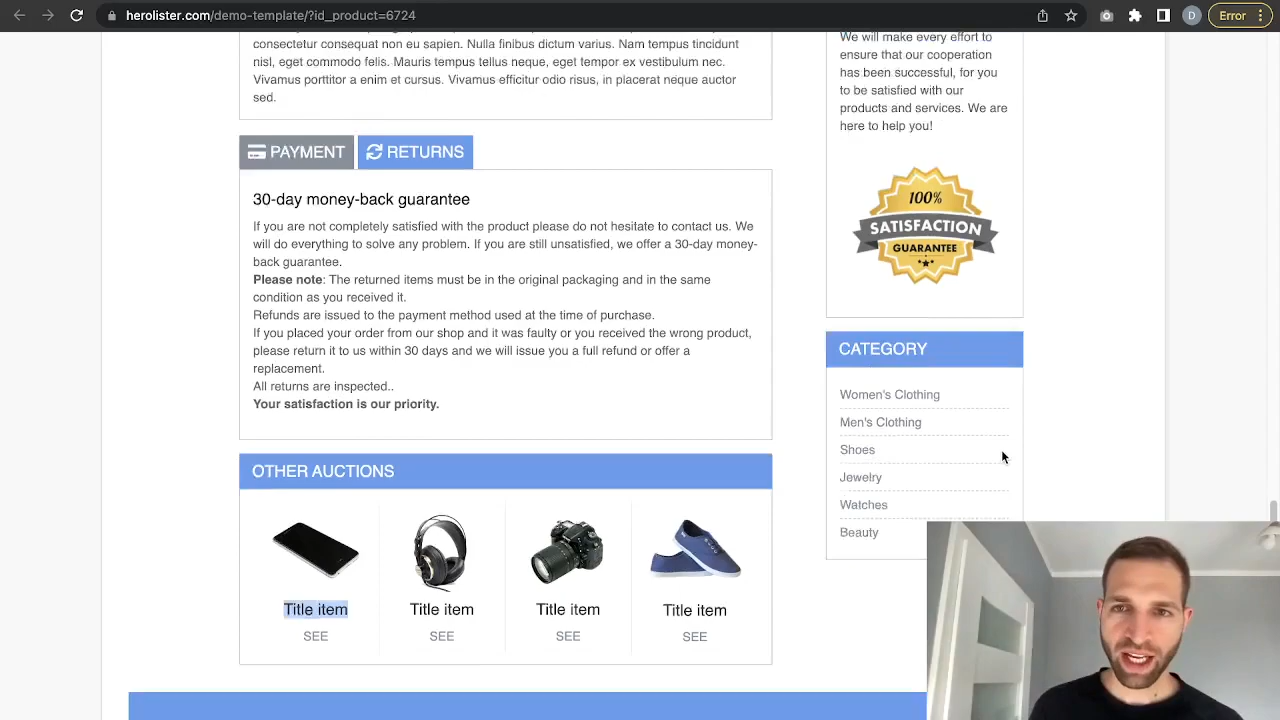 herolister.com/demo-template/?id_product=6724
D
Error
consectetur consequat non eu sapien. Nulla finibus dictum varius. Nam tempus tincidunt
nisl, eget commodo felis. Mauris tempus tellus neque, eget tempor ex vestibulum nec.
Vivamus porttitor a enim et cursus. Vivamus efficitur odio risus, in placerat neque auctor
sed.
PAYMENT
RETURNS
30-day money-back guarantee
If you are not completely satisfied with the product please do not hesitate to contact us. We
will do everything to solve any problem. If you are still unsatisfied, we offer a 30-day money-
back guarantee.
Please note: The returned items must be in the original packaging and in the same
condition as you received it.
Refunds are issued to the payment method used at the time of purchase.
If you placed your order from our shop and it was faulty or you received the wrong product,
please return it to us within 30 days and we will issue you a full refund or offer a
replacement.
All returns are inspected..
Your satisfaction is our priority.
OTHER AUCTIONS
Title item
Title item
Title item
Title item
SEE
SEE
SEE
SEE
We will make every effort to
ensure that our cooperation
has been successful, for you
to be satisfied with our
products and services. We are
here to help you!
100%
SATISFACTION
GUARANTEE
CATEGORY
Women's Clothing
Men's Clothing
Shoes
Jewelry
Watches
Beauty